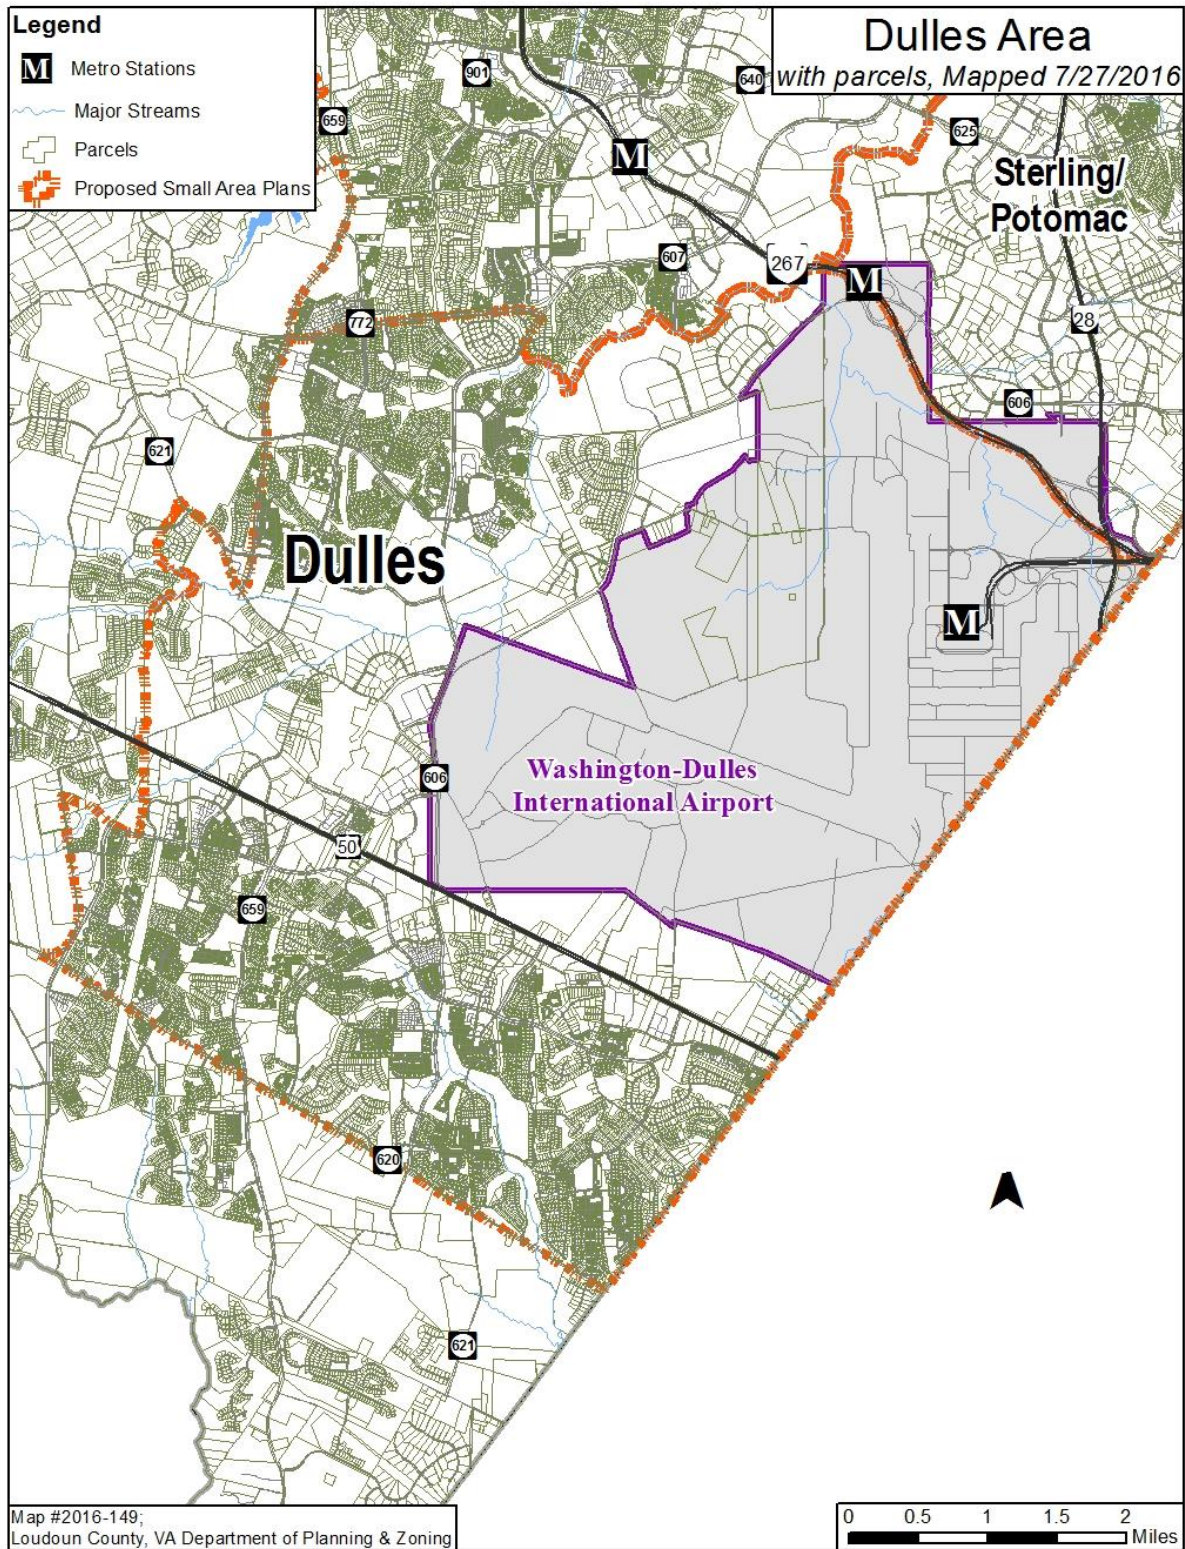 Legend
M Metro Stations
Major Streams
Parcels
Proposed Small Area Plans
Dulles Area
with parcels, Mapped 7/27/2016
901
640
659
625
M
Sterling/
Potomac
607
267
M
772
28
606
621
Dulles
M
606
Washington-Dulles
International Airport
50
659
620
621
Map #2016-149;
Loudoun County, VA Department of Planning & Zoning
0 0.5 1 1.5 2
Miles